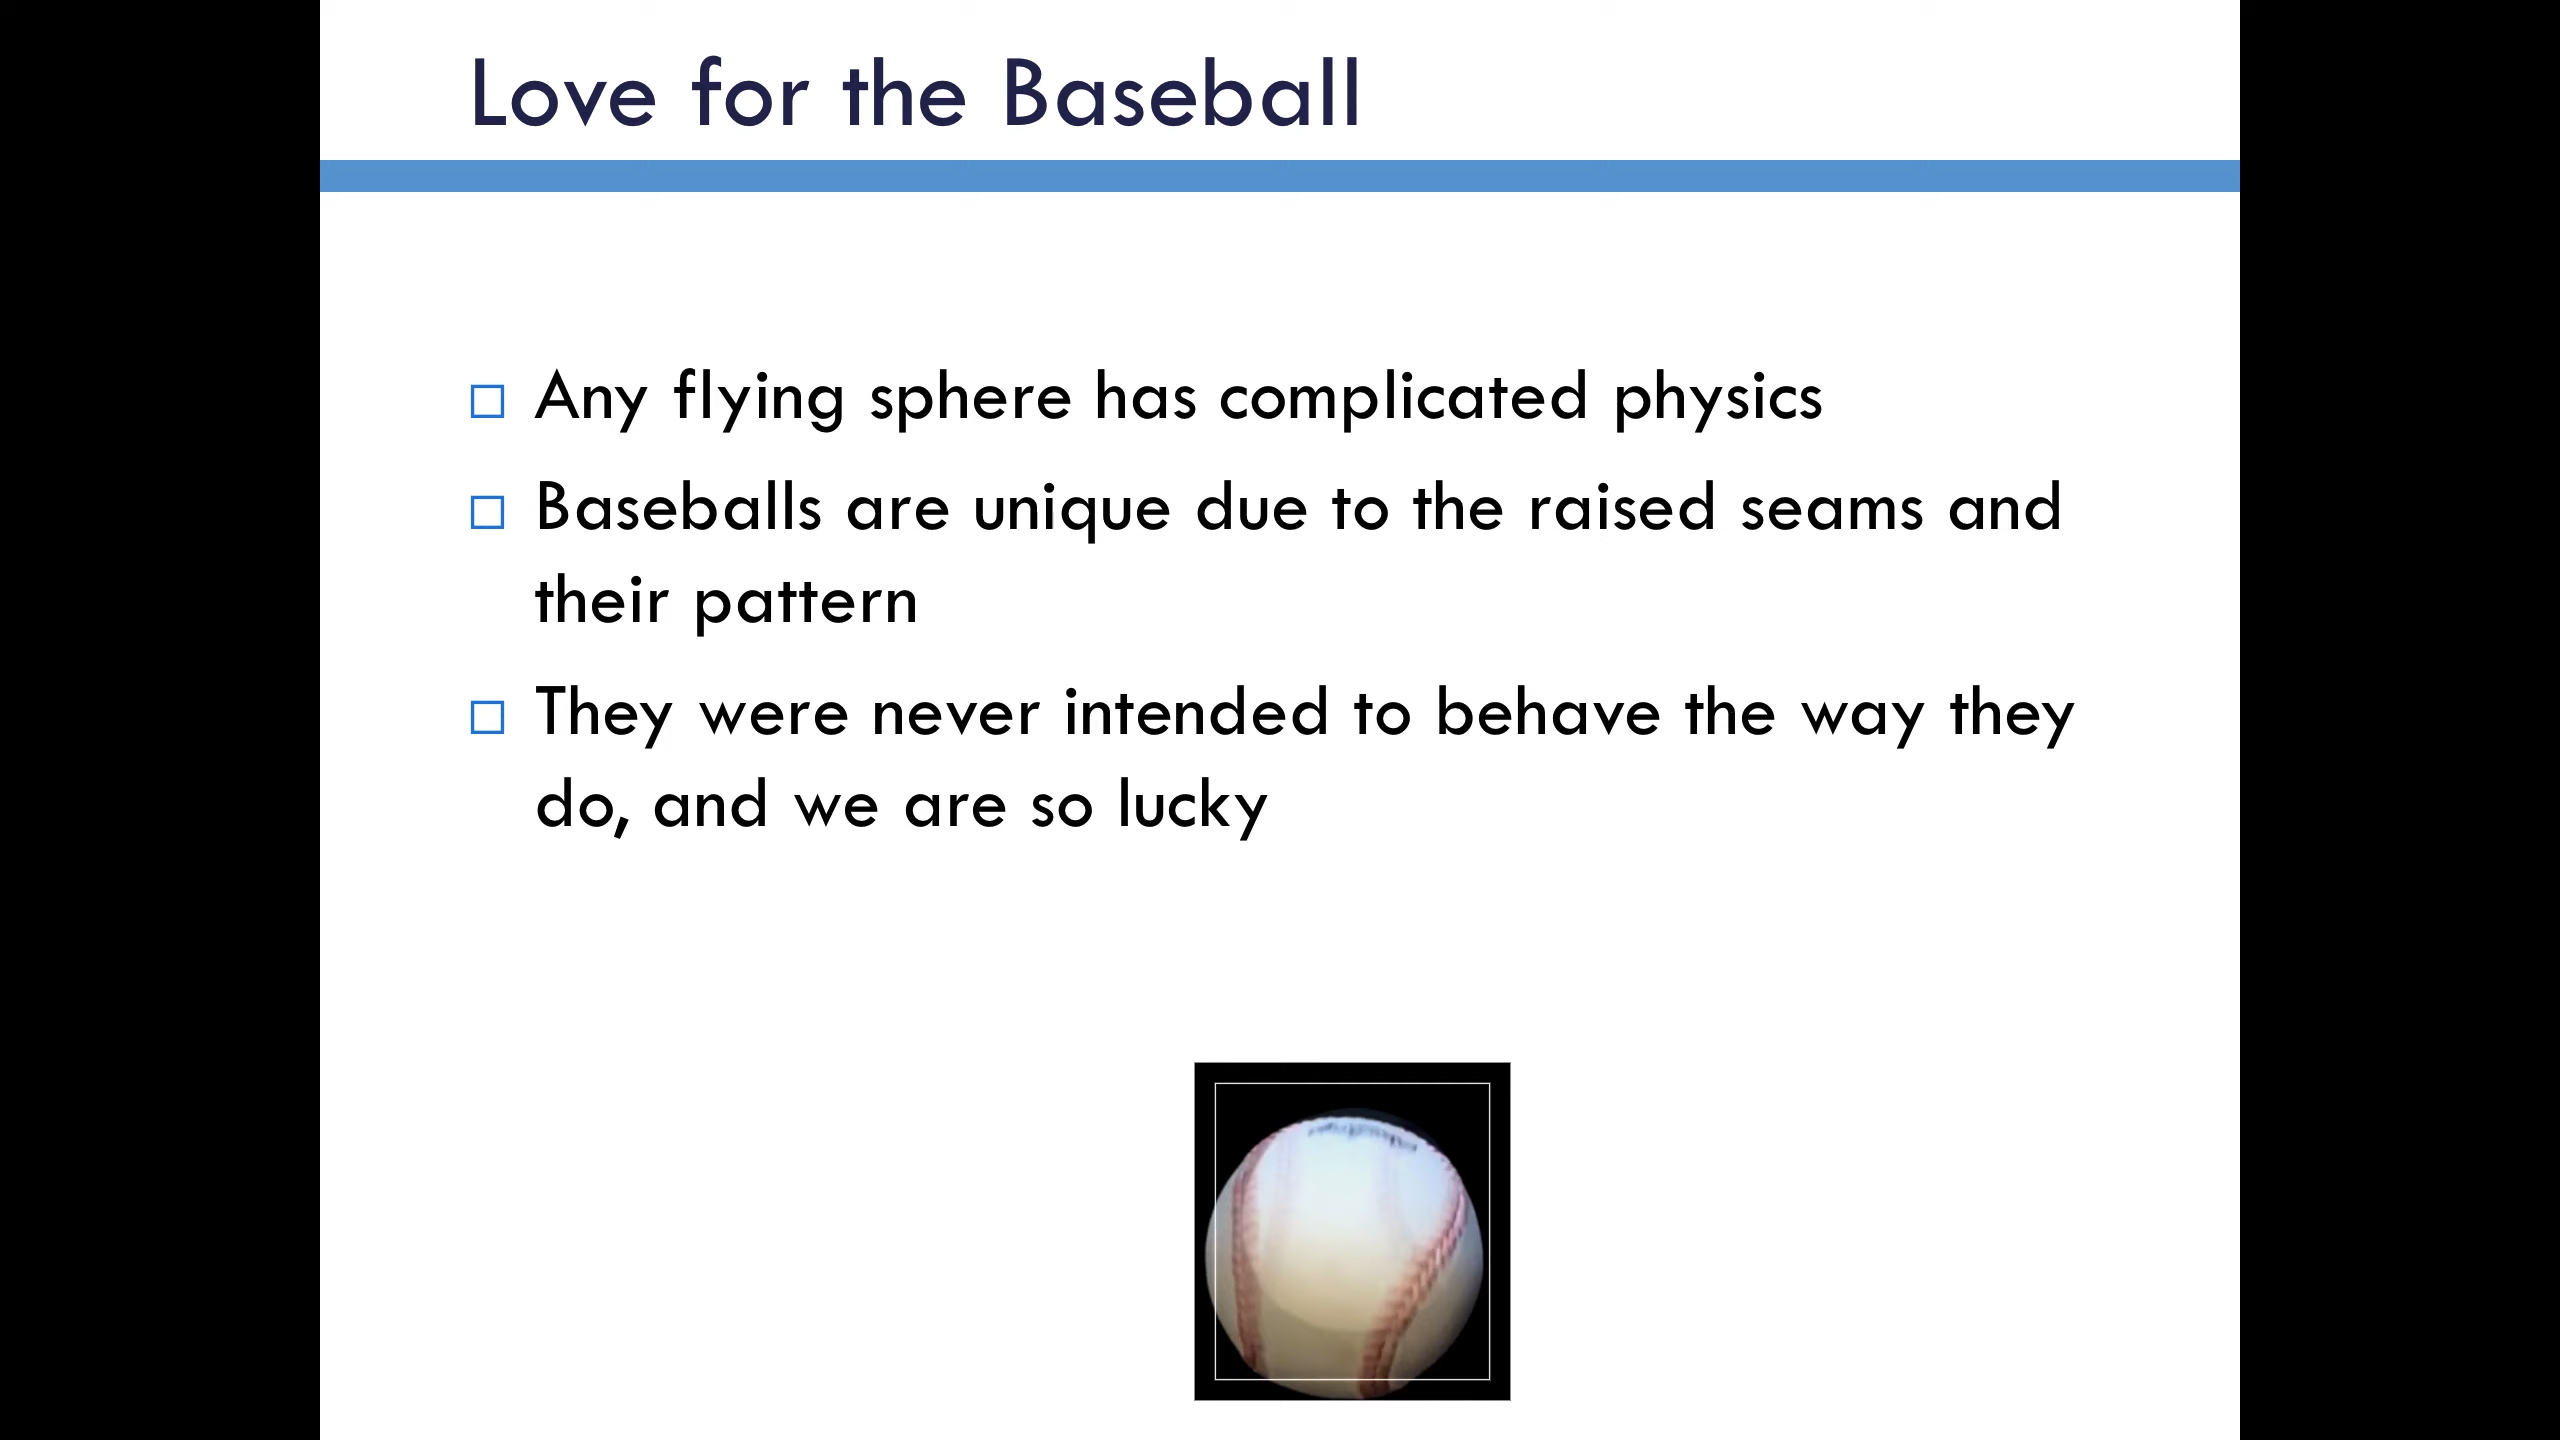 Love for the Baseball
Any flying sphere has complicated physics
Baseballs are unique due to the raised seams and
their pattern
They were never intended to behave the way they
do, and we are so lucky